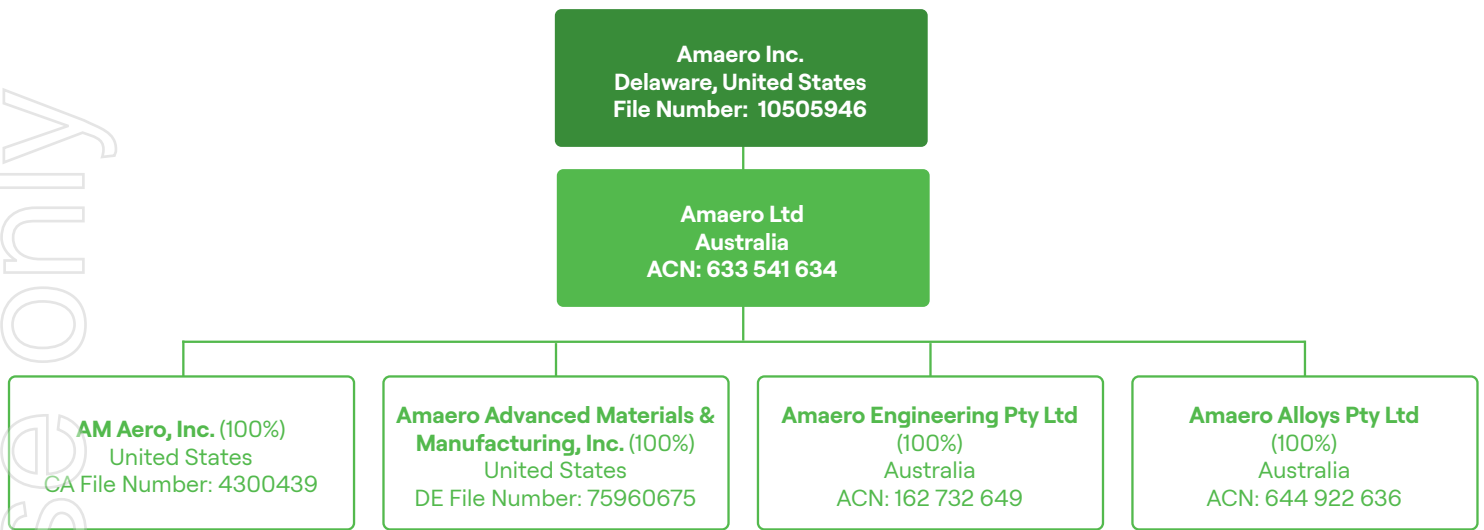 Amaero Inc.
Delaware, United States
File Number: 10505946
Amaero Ltd
Australia
ACN: 633 541 634
AM Aero, Inc. (100%)
United States
CA File Number: 4300439
Amaero Advanced Materials &
Manufacturing, Inc. (100%)
United States
DE File Number: 75960675
Amaero Engineering Pty Ltd
(100%)
Australia
ACN: 162 732 649
Amaero Alloys Pty Ltd
(100%)
Australia
ACN: 644 922 636
se only